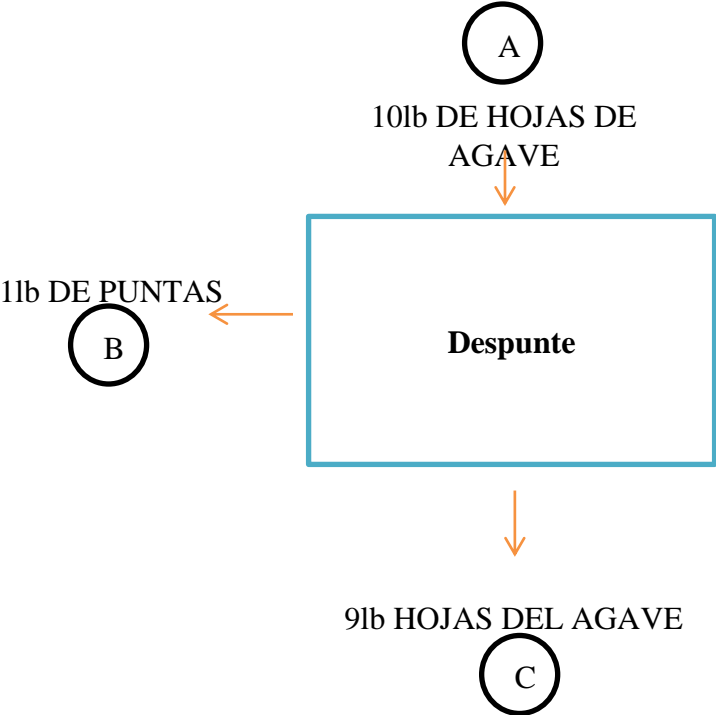 A
10lb DE HOJAS DE
AGAVE
1lb DE PUNTAS
B
Despunte
9lb HOJAS DEL AGAVE
C